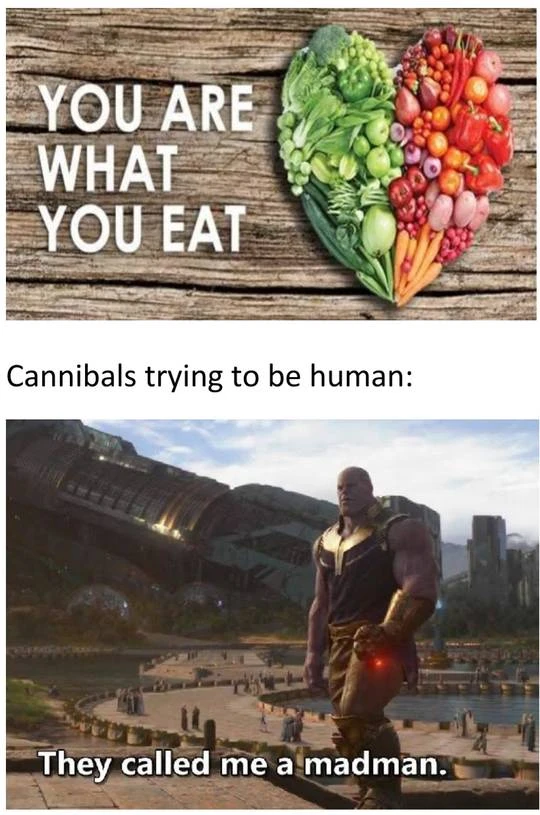 YOU ARE
WHAT
YOU EAT
Cannibals trying to be human:
They called me a madman.